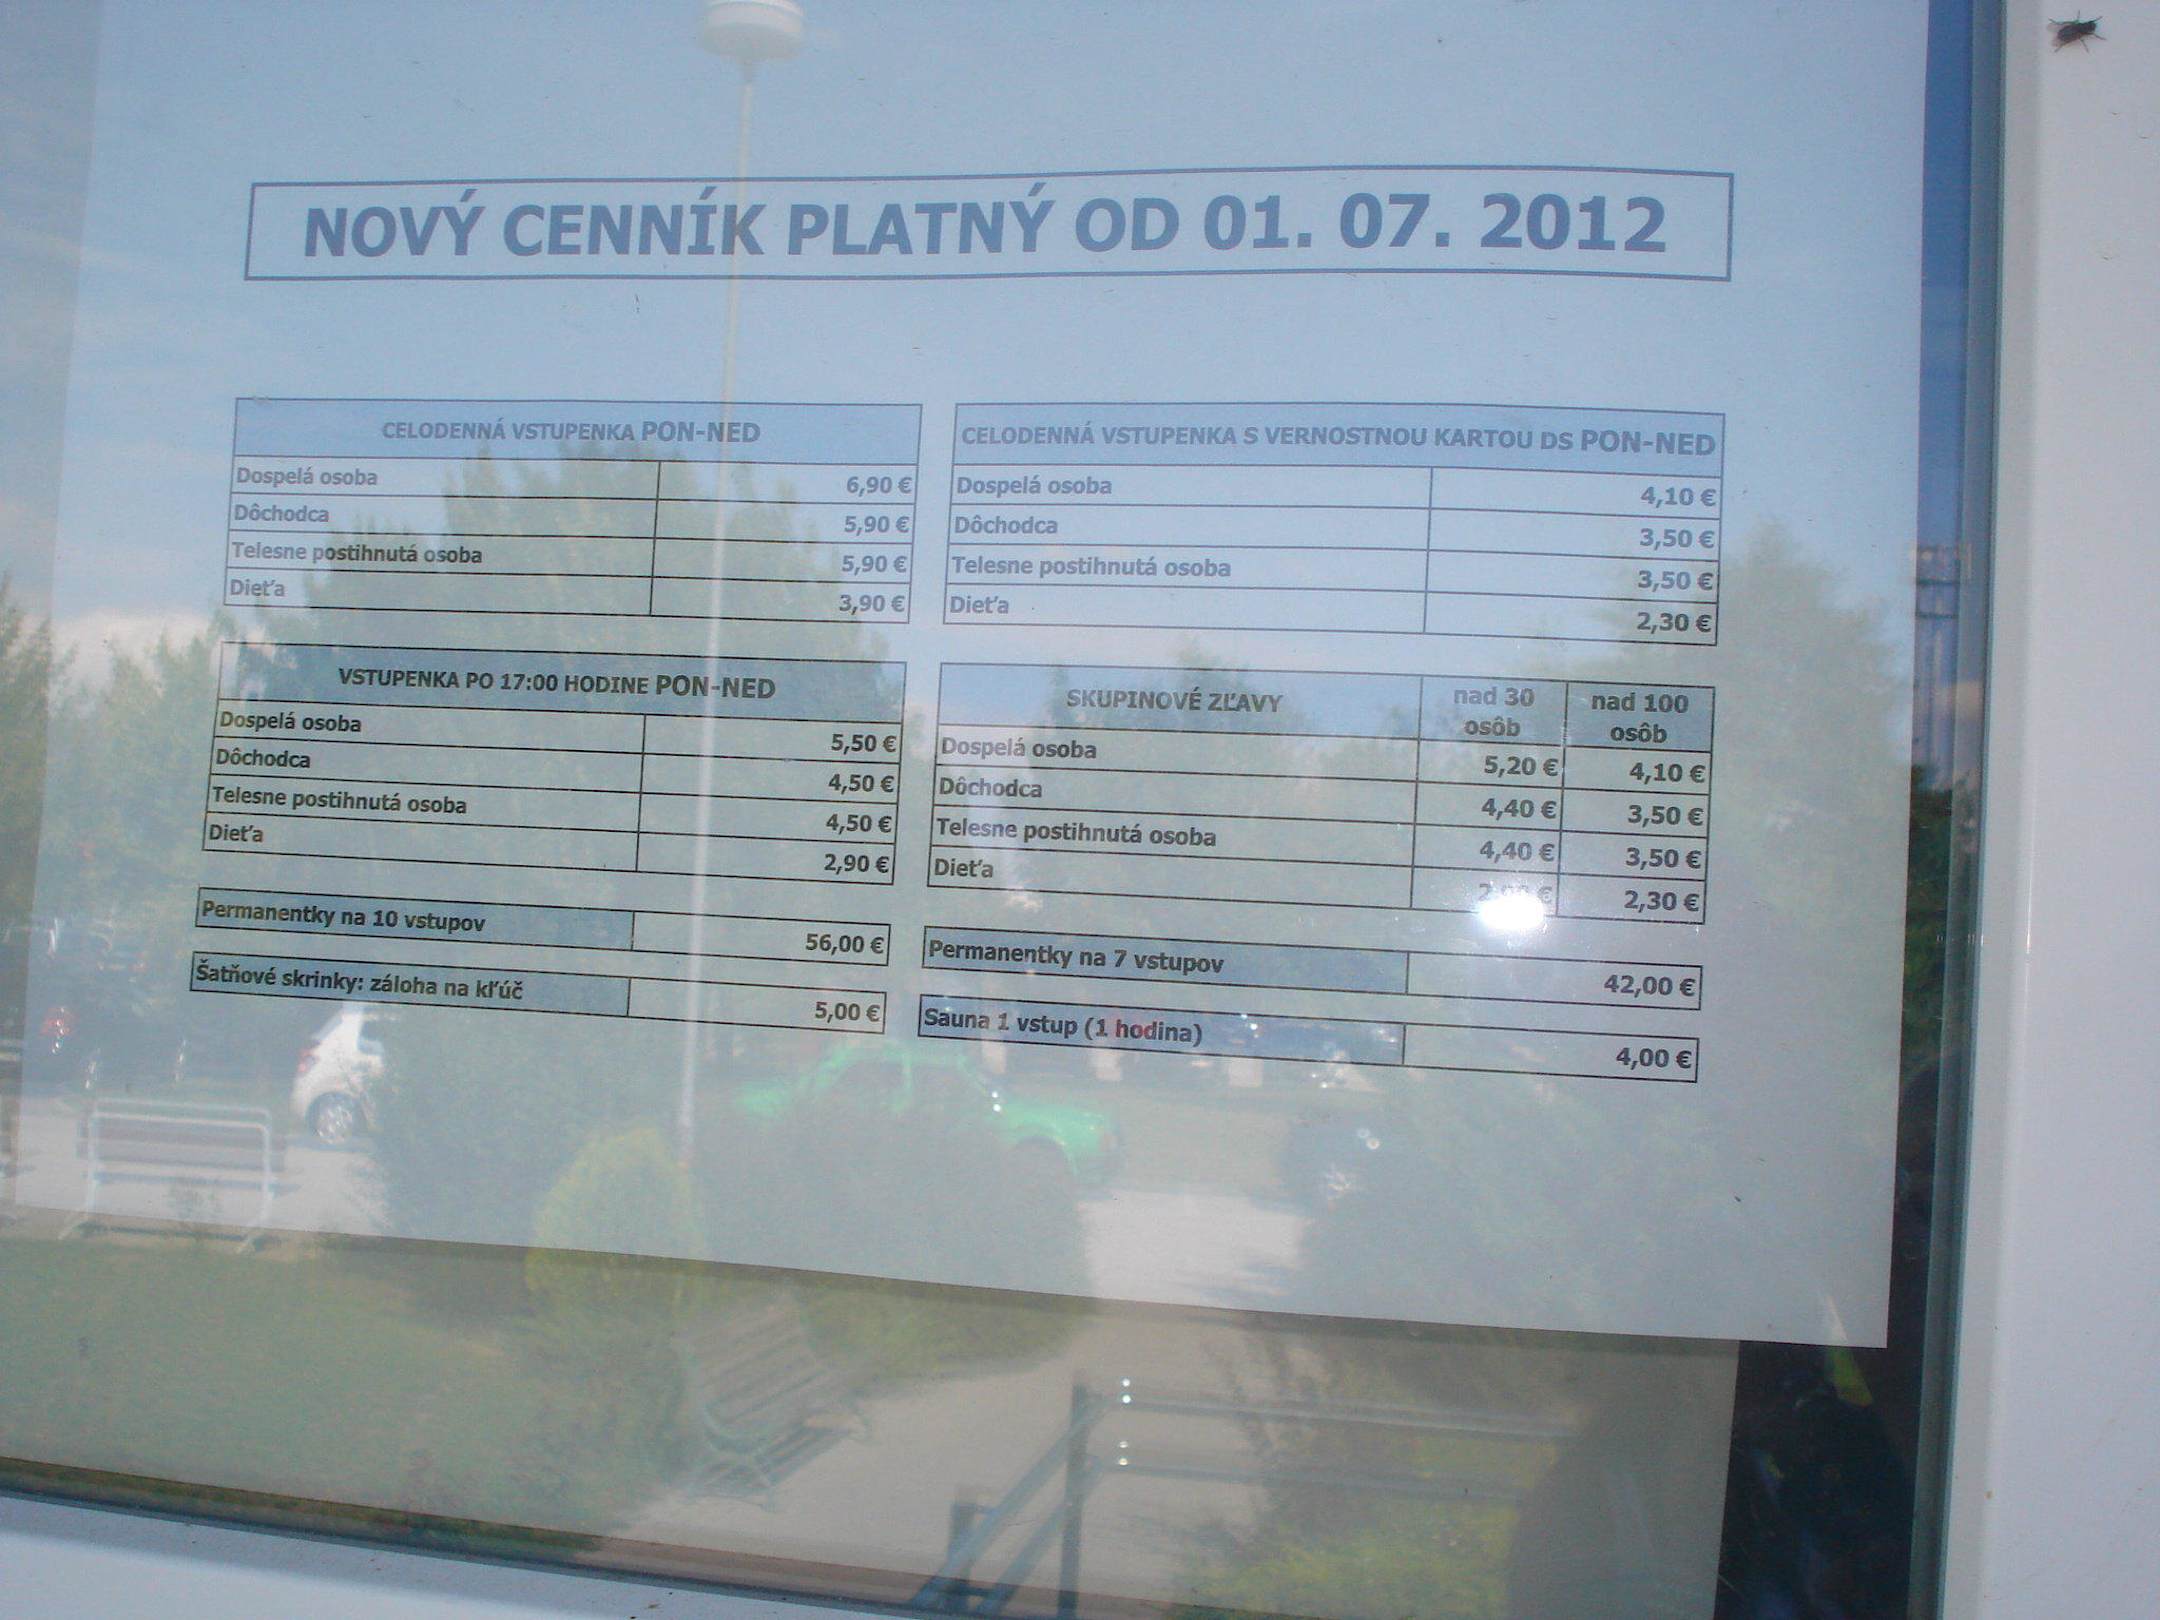 NOVÝ CENNÍK PLATNÝ OD 01. 07. 2012
CELODENNÁ VSTUPENKA PON-NED
Dospelá osoba 6,90 €
Dôchodca 5,90 €
Telesne postihnutá osoba 5,90 €
Dieťa 3,90 €
CELODENNÁ VSTUPENKA S VERNOSTNOU KARTOU DS PON-NED
Dospelá osoba 4,10 €
Dôchodca 3,50 €
Telesne postihnutá osoba 3,50 €
Dieťa 2,30 €
VSTUPENKA PO 17:00 HODINE PON-NED
Dospelá osoba 5,50 €
Dôchodca 4,50 €
Telesne postihnutá osoba 4,50 €
Dieťa 2,90 €
SKUPINOVÉ ZĽAVY nad 30 osôb nad 100 osôb
Dospelá osoba 5,20 € 4,10 €
Dôchodca 4,40 € 3,50 €
Telesne postihnutá osoba 4,40 € 3,50 €
Dieťa 2,30 €
Permanentky na 10 vstupov 56,00 €
Permanentky na 7 vstupov 42,00 €
Šatňové skrinky: záloha na kľúč 5,00 €
Sauna 1 vstup (1 hodina) 4,00 €